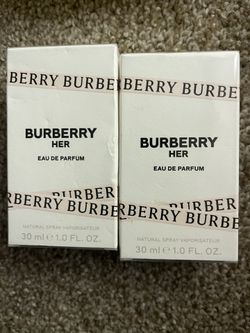 BERRY BURBE
BURBERRY
HER
EAU DE PARFUM
BERRY BURBE
NATURAL SPRAY VAPORISATEUR
30 ml ℮ 1.0 FL. OZ.
BERRY BURBER
BURBERRY
HER
EAU DE PARFUM
BERRY BURBE
NATURAL SPRAY VAPORISATEUR
30 ml ℮ 1.0 FL. OZ.